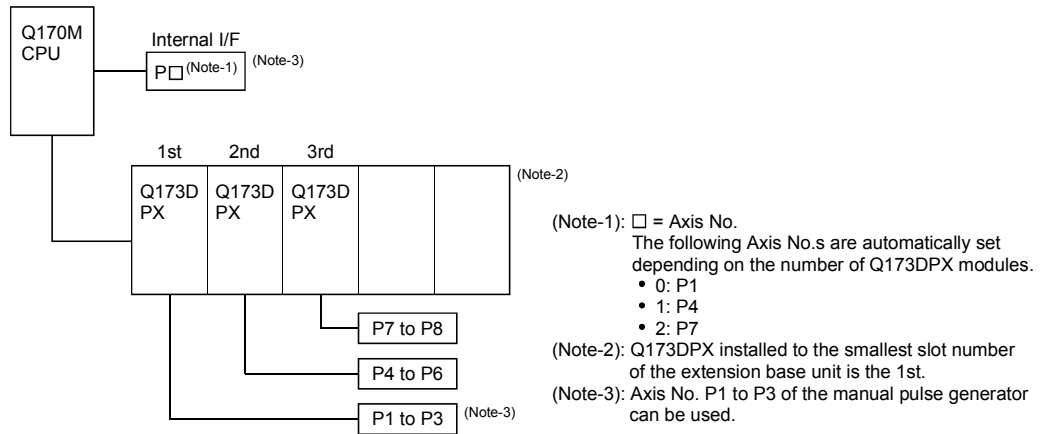 Q170M
CPU
Internal I/F
P□(Note-1)
(Note-3)
1st 2nd 3rd
(Note-2)
Q173D
PX
Q173D
PX
Q173D
PX
P7 to P8
P4 to P6
P1 to P3
(Note-3)
(Note-1): □ = Axis No.
The following Axis No.s are automatically set
depending on the number of Q173DPX modules.
• 0: P1
• 1: P4
• 2: P7
(Note-2): Q173DPX installed to the smallest slot number
of the extension base unit is the 1st.
(Note-3): Axis No. P1 to P3 of the manual pulse generator
can be used.